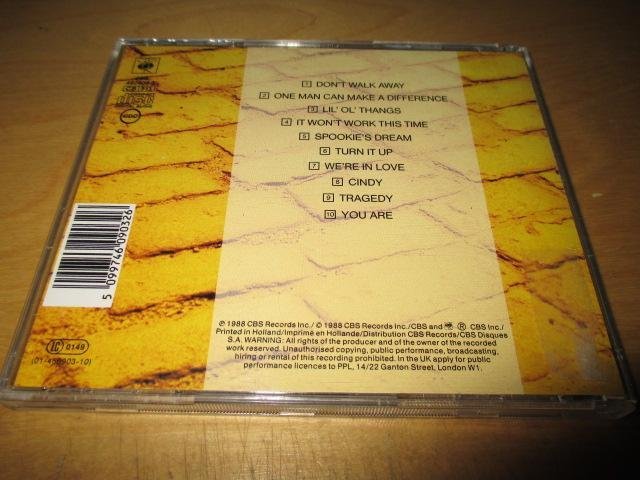 1 DON'T WALK AWAY
2 ONE MAN CAN MAKE A DIFFERENCE
3 LIL' OL' THANGS
4 IT WON'T WORK THIS TIME
5 SPOOKIE'S DREAM
6 TURN IT UP
7 WE'RE IN LOVE
8 CINDY
9 TRAGEDY
10 YOU ARE
5 099746 090326
LC 0149
(01-460903-10)
℗ 1988 CBS Records Inc./ © 1988 CBS Records Inc./CBS and ® CBS Inc./
Printed in Holland/Imprimé en Hollande/Distribution CBS Records/CBS Disques
S.A. WARNING: All rights of the producer and of the owner of the recorded
work reserved. Unauthorised copying, public performance, broadcasting,
hiring or rental of this recording prohibited. In the UK apply for public
performance licences to PPL, 14/22 Ganton Street, London W1.